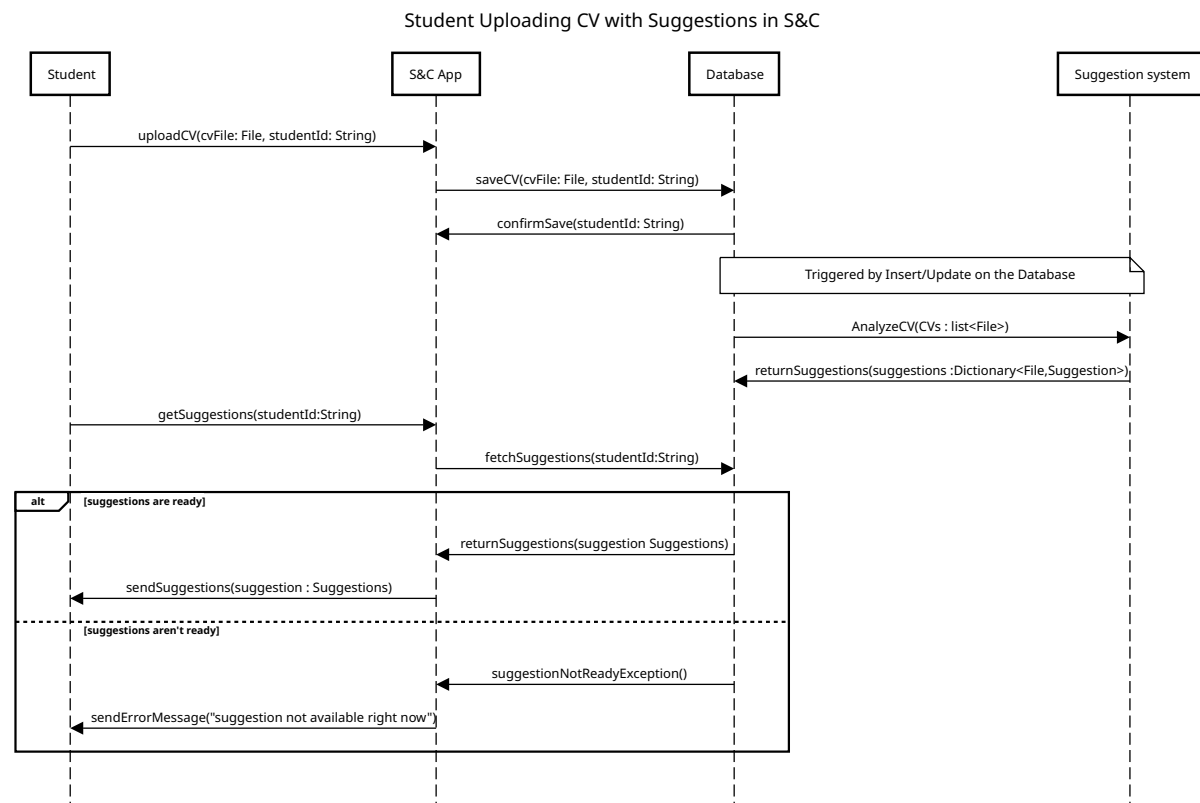 Student Uploading CV with Suggestions in S&C
Student
S&C App
Database
Suggestion system
uploadCV(cvFile: File, studentId: String)
saveCV(cvFile: File, studentId: String)
confirmSave(studentId: String)
Triggered by Insert/Update on the Database
AnalyzeCV(CVs : list<File>)
returnSuggestions(suggestions :Dictionary<File,Suggestion>)
getSuggestions(studentId:String)
fetchSuggestions(studentId:String)
alt
[suggestions are ready]
returnSuggestions(suggestion Suggestions)
sendSuggestions(suggestion : Suggestions)
[suggestions aren't ready]
suggestionNotReadyException()
sendErrorMessage("suggestion not available right now")